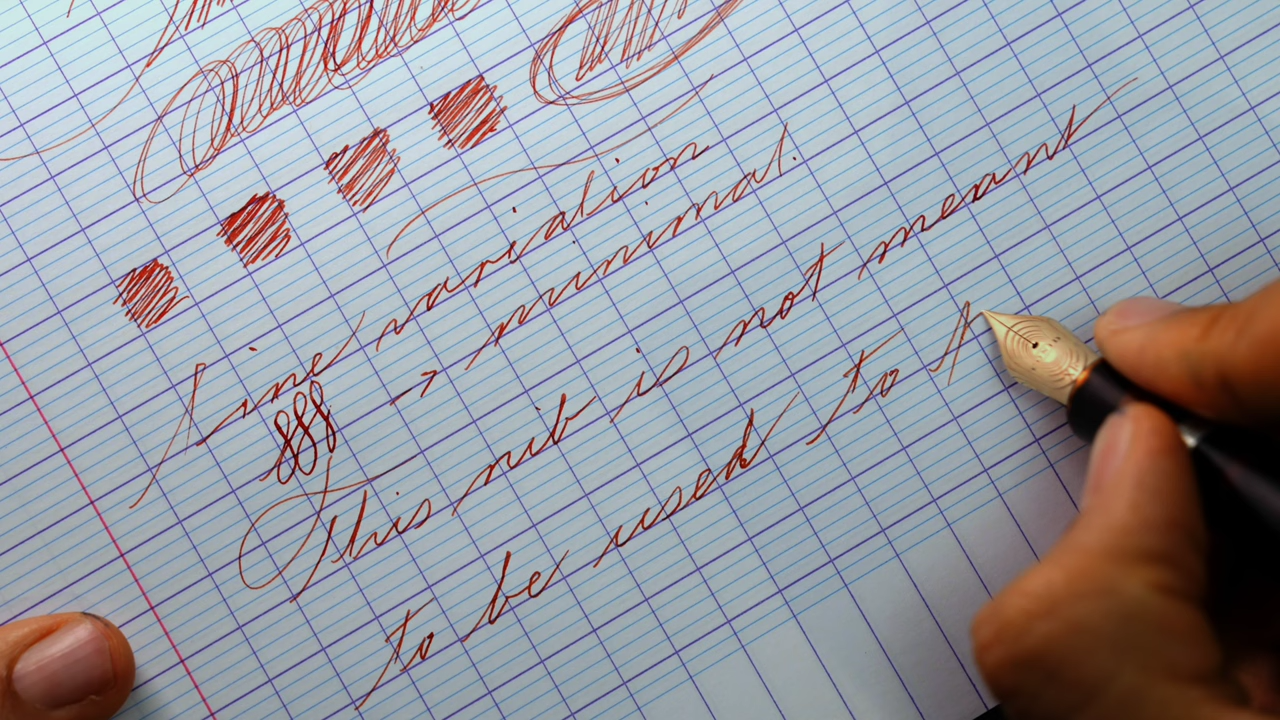 Line variation
→ minimal.
888
This nib is not meant
to be used to